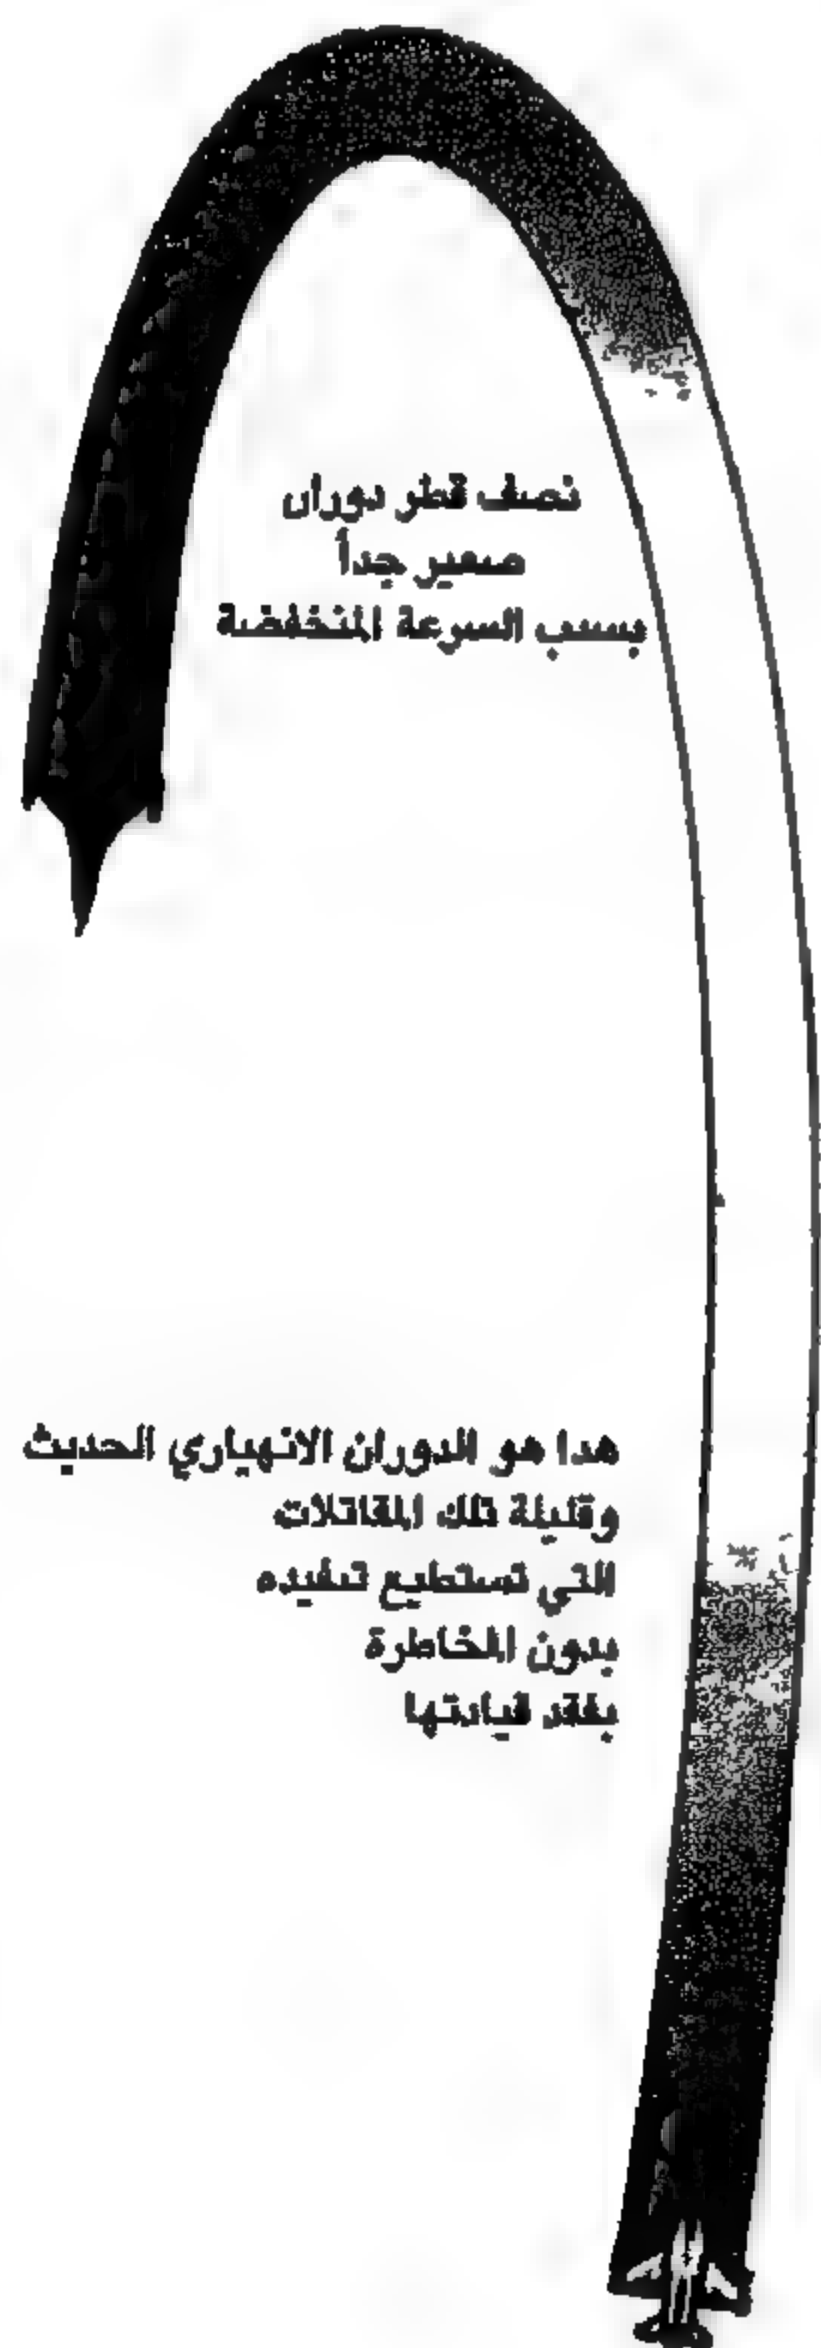 نصف قطر دوران
صغير جداً
بسبب السرعة المنخفضة
هذا هو الدوران الانهياري الحديث
وقليلة تلك المقاتلات
التي تستطيع تنفيذه
بدون المخاطرة
بفقد قيادتها